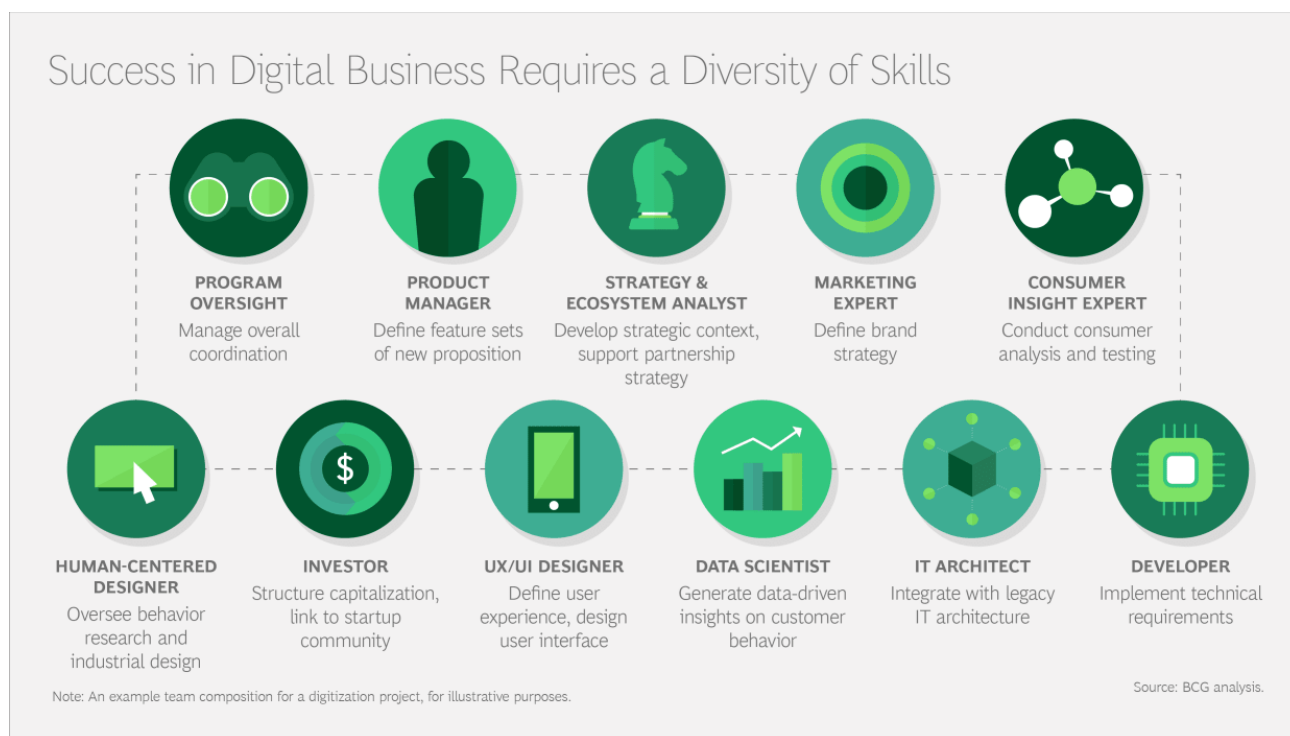 Success in Digital Business Requires a Diversity of Skills
PROGRAM
OVERSIGHT
Manage overall
coordination
PRODUCT
MANAGER
Define feature sets
of new proposition
STRATEGY &
ECOSYSTEM ANALYST
Develop strategic context,
support partnership
strategy
MARKETING
EXPERT
Define brand
strategy
CONSUMER
INSIGHT EXPERT
Conduct consumer
analysis and testing
HUMAN-CENTERED
DESIGNER
Oversee behavior
research and
industrial design
$
INVESTOR
Structure capitalization,
link to startup
community
UX/UI DESIGNER
Define user
experience, design
user interface
DATA SCIENTIST
Generate data-driven
insights on customer
behavior
IT ARCHITECT
Integrate with legacy
IT architecture
DEVELOPER
Implement technical
requirements
Note: An example team composition for a digitization project, for illustrative purposes.
Source: BCG analysis.